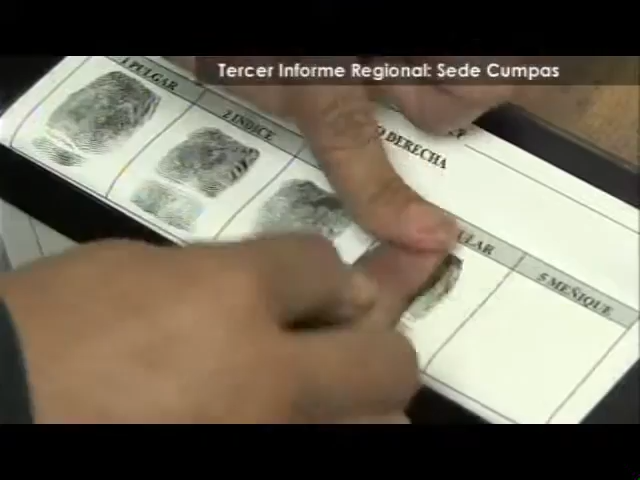 Tercer Informe Regional: Sede Cumpas
1 PULGAR
2 INDICE
DERECHA
5 MEÑIQUE